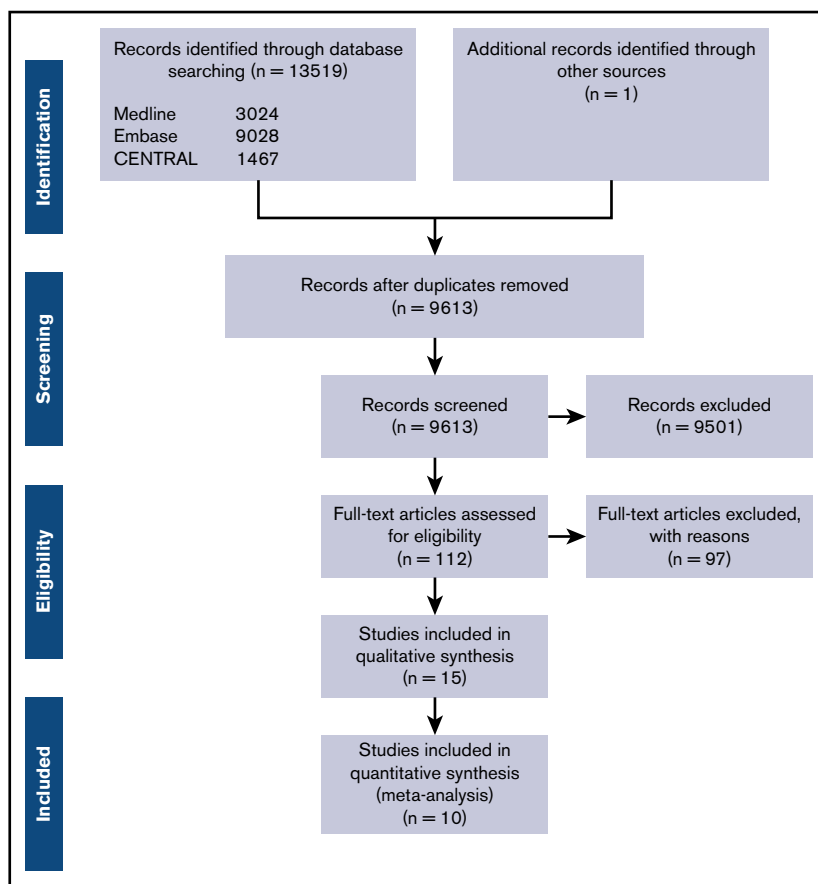 Identification
Records identified through database
searching (n = 13519)
Medline 3024
Embase 9028
CENTRAL 1467
Additional records identified through
other sources
(n = 1)
Screening
Records after duplicates removed
(n = 9613)
Records screened
(n = 9613)
Records excluded
(n = 9501)
Eligibility
Full-text articles assessed
for eligibility
(n = 112)
Full-text articles excluded,
with reasons
(n = 97)
Studies included in
qualitative synthesis
(n = 15)
Included
Studies included in
quantitative synthesis
(meta-analysis)
(n = 10)